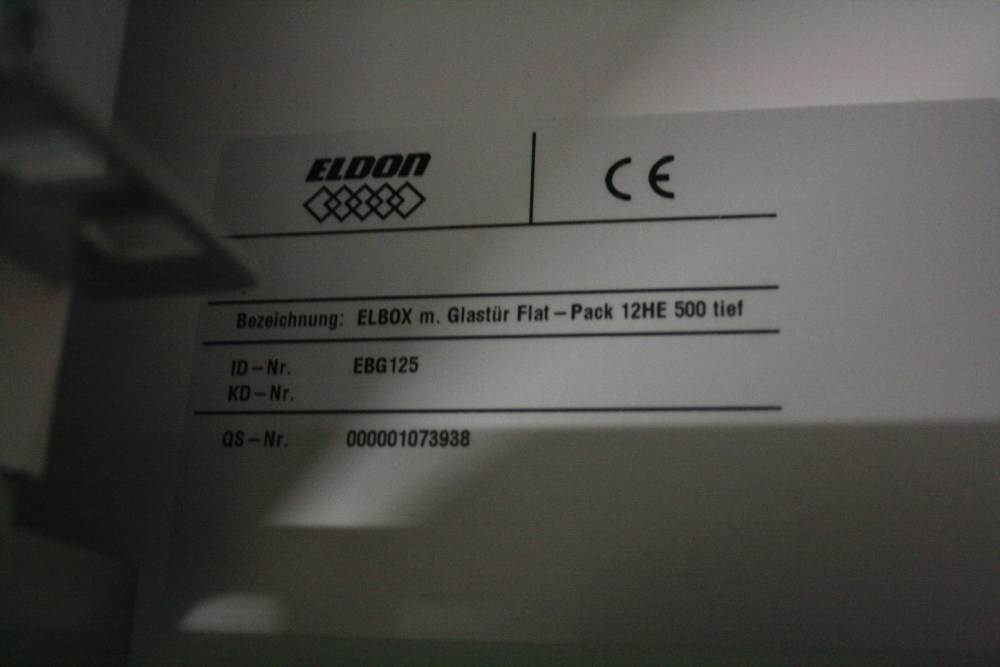 ELDON
CE
Bezeichnung: ELBOX m. Glastür Flat-Pack 12HE 500 tief
ID-Nr. EBG125
KD-Nr.
QS-Nr. 000001073938